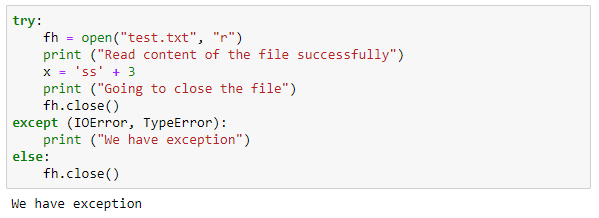 try:
    fh = open("test.txt", "r")
    print ("Read content of the file successfully")
    x = 'ss' + 3
    print ("Going to close the file")
    fh.close()
except (IOError, TypeError):
    print ("We have exception")
else:
    fh.close()
We have exception